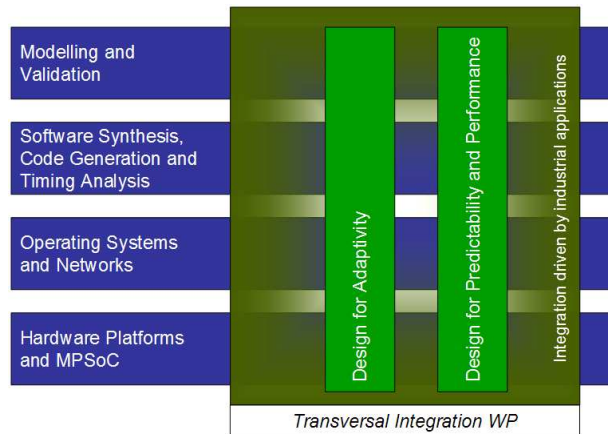 Modelling and
Validation
Software Synthesis,
Code Generation and
Timing Analysis
Operating Systems
and Networks
Hardware Platforms
and MPSoC
Design for Adaptivity
Design for Predictability and Performance
Integration driven by industrial applications
Transversal Integration WP